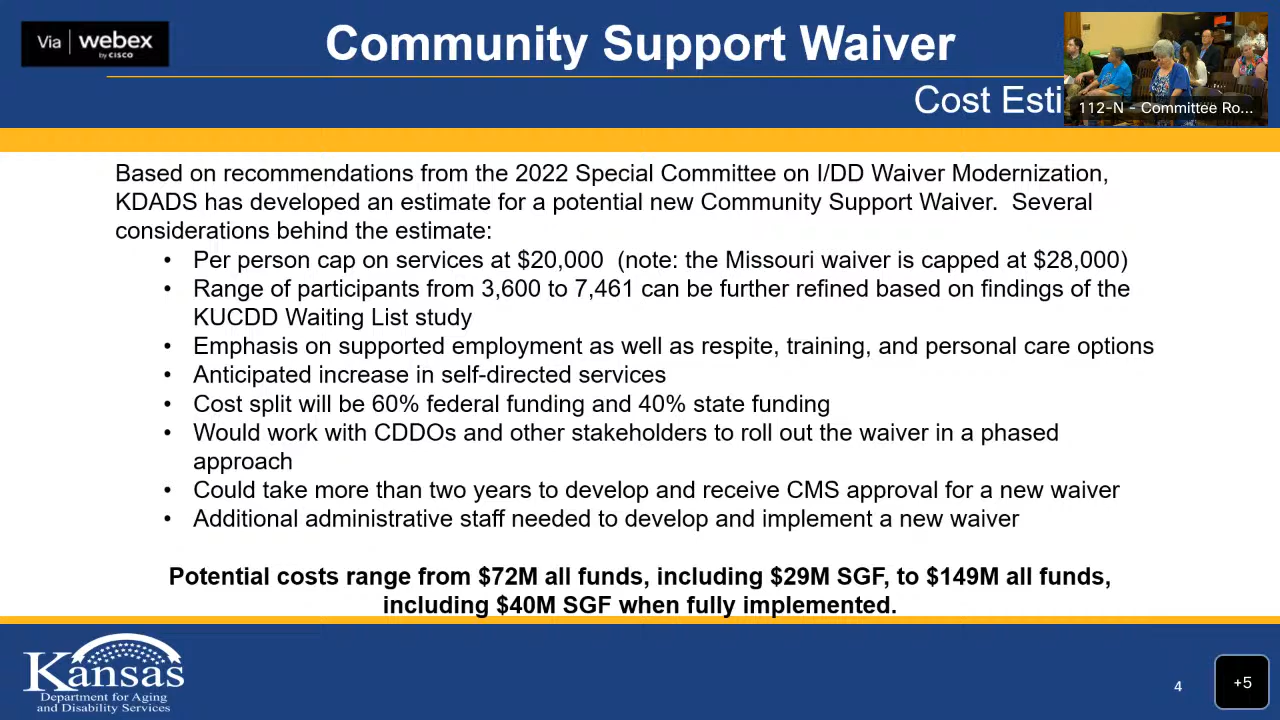 Via | webex
by CISCO
Community Support Waiver
Cost Esti
112-N - Committee Ro...
Based on recommendations from the 2022 Special Committee on I/DD Waiver Modernization,
KDADS has developed an estimate for a potential new Community Support Waiver. Several
considerations behind the estimate:
• Per person cap on services at $20,000 (note: the Missouri waiver is capped at $28,000)
• Range of participants from 3,600 to 7,461 can be further refined based on findings of the
KUCDD Waiting List study
• Emphasis on supported employment as well as respite, training, and personal care options
• Anticipated increase in self-directed services
• Cost split will be 60% federal funding and 40% state funding
• Would work with CDDOs and other stakeholders to roll out the waiver in a phased
approach
• Could take more than two years to develop and receive CMS approval for a new waiver
• Additional administrative staff needed to develop and implement a new waiver
Potential costs range from $72M all funds, including $29M SGF, to $149M all funds,
including $40M SGF when fully implemented.
Kansas
Department for Aging
and Disability Services
4
+5